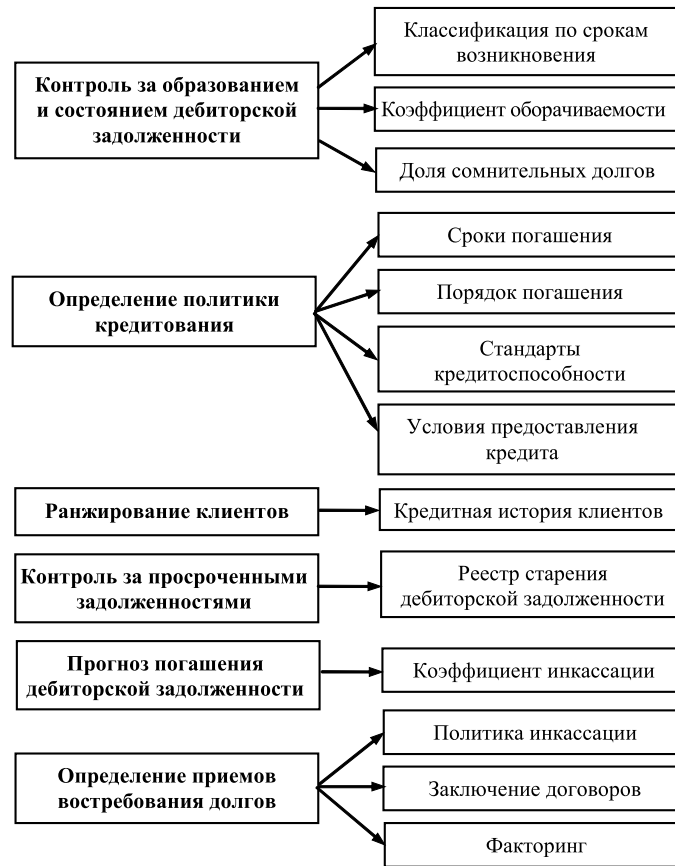 Контроль за образованием
и состоянием дебиторской
задолженности
Классификация по срокам
возникновения
Коэффициент оборачиваемости
Доля сомнительных долгов
Определение политики
кредитования
Сроки погашения
Порядок погашения
Стандарты
кредитоспособности
Условия предоставления
кредита
Ранжирование клиентов
Кредитная история клиентов
Контроль за просроченными
задолженностями
Реестр старения
дебиторской задолженности
Прогноз погашения
дебиторской задолженности
Коэффициент инкассации
Определение приемов
востребования долгов
Политика инкассации
Заключение договоров
Факторинг